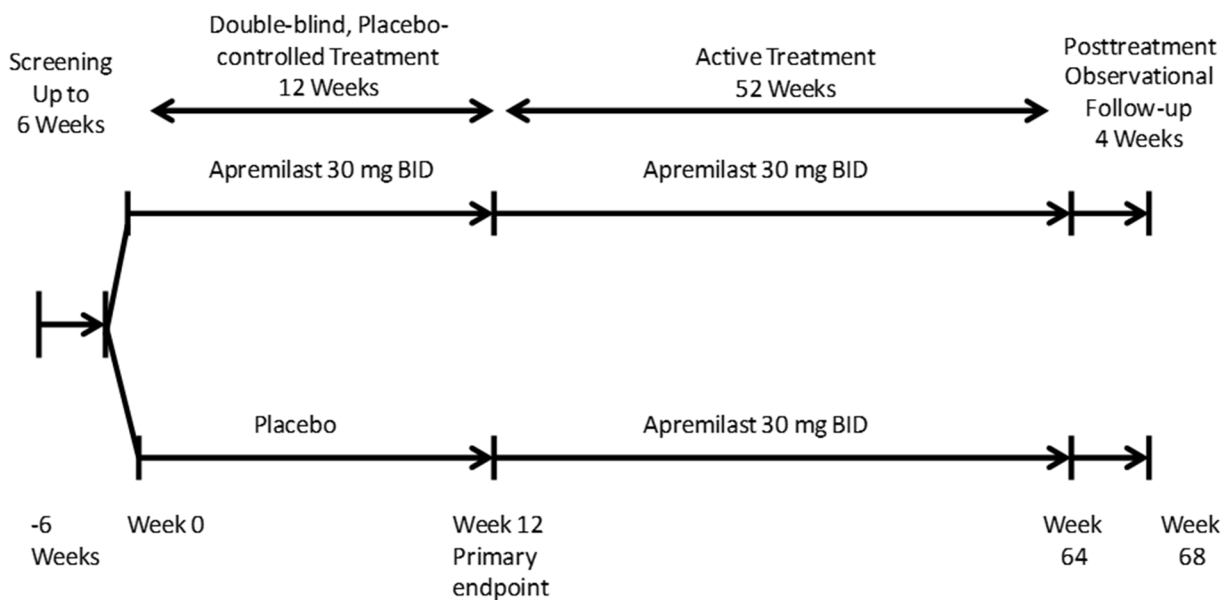 Screening
Up to
6 Weeks
Double-blind, Placebo-
controlled Treatment
12 Weeks
Active Treatment
52 Weeks
Posttreatment
Observational
Follow-up
4 Weeks
Apremilast 30 mg BID
Apremilast 30 mg BID
Placebo
Apremilast 30 mg BID
-6
Weeks
Week 0
Week 12
Primary
endpoint
Week
64
Week
68